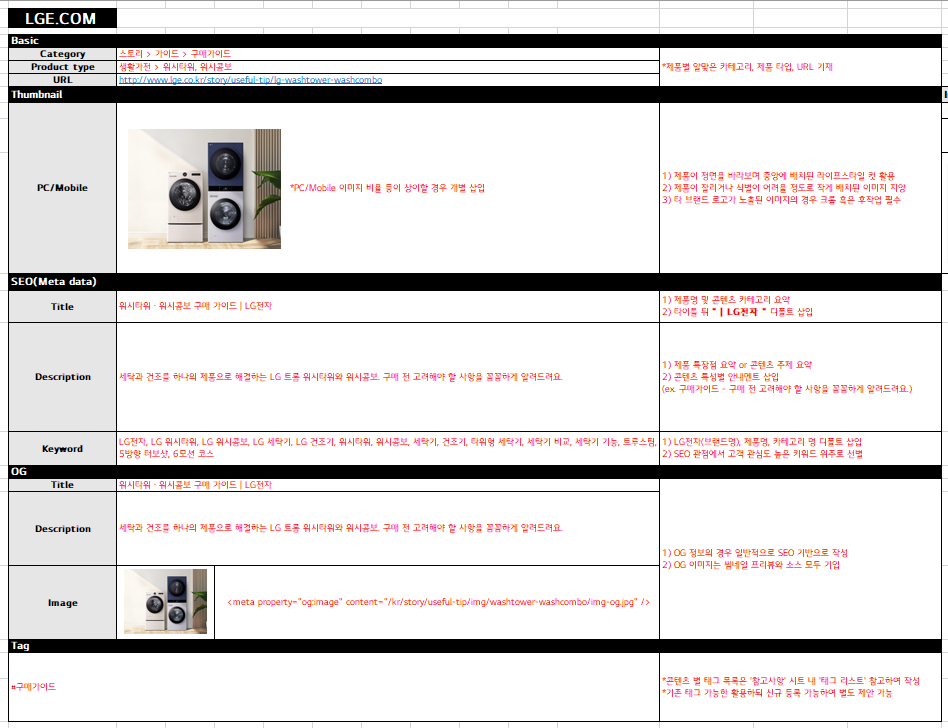 LGE.COM
Basic
Category
스토리 > 가이드 > 구매가이드
Product type
생활가전 > 워시타워, 워시콤보
*제품별 알맞은 카테고리, 제품 타입, URL 기재
URL
http://www.lge.co.kr/story/useful-tip/lg-washtower-washcombo
Thumbnail
PC/Mobile
*PC/Mobile 이미지 비율 등이 상이할 경우 개별 삽입
1) 제품이 정면을 바라보며 중앙에 배치된 라이프스타일 컷 활용
2) 제품이 잘리거나 식별이 어려울 정도로 작게 배치된 이미지 지양
3) 타 브랜드 로고가 노출된 이미지의 경우 크롭 혹은 후작업 필수
SEO(Meta data)
Title
워시타워 · 워시콤보 구매 가이드 | LG전자
1) 제품명 및 콘텐츠 카테고리 요약
2) 타이틀 뒤 " | LG전자 " 디폴트 삽입
Description
세탁과 건조를 하나의 제품으로 해결하는 LG 트롬 워시타워와 워시콤보. 구매 전 고려해야 할 사항을 꼼꼼하게 알려드려요.
1) 제품 특장점 요약 or 콘텐츠 주제 요약
2) 콘텐츠 특성별 안내멘트 삽입
(ex. 구매가이드 - 구매 전 고려해야 할 사항을 꼼꼼하게 알려드려요.)
Keyword
LG전자, LG 워시타워, LG 워시콤보, LG 세탁기, LG 건조기, 워시타워, 워시콤보, 세탁기, 건조기, 타워형 세탁기, 세탁기 비교, 세탁기 기능, 트루스팀,
5방향 터보샷, 6모션 코스
1) LG전자(브랜드명), 제품명, 카테고리 명 디폴트 삽입
2) SEO 관점에서 고객 관심도 높은 키워드 위주로 선별
OG
Title
워시타워 · 워시콤보 구매 가이드 | LG전자
Description
세탁과 건조를 하나의 제품으로 해결하는 LG 트롬 워시타워와 워시콤보. 구매 전 고려해야 할 사항을 꼼꼼하게 알려드려요.
1) OG 정보의 경우 일반적으로 SEO 기반으로 작성
2) OG 이미지는 썸네일 프리뷰와 소스 모두 기입
Image
<meta property="og:image" content="/kr/story/useful-tip/img/washtower-washcombo/img-og.jpg" />
Tag
#구매가이드
*콘텐츠 별 태그 목록은 '참고사항' 시트 내 '태그 리스트' 참고하여 작성
*기존 태그 가능한 활용하되 신규 등록 가능하며 별도 제안 가능